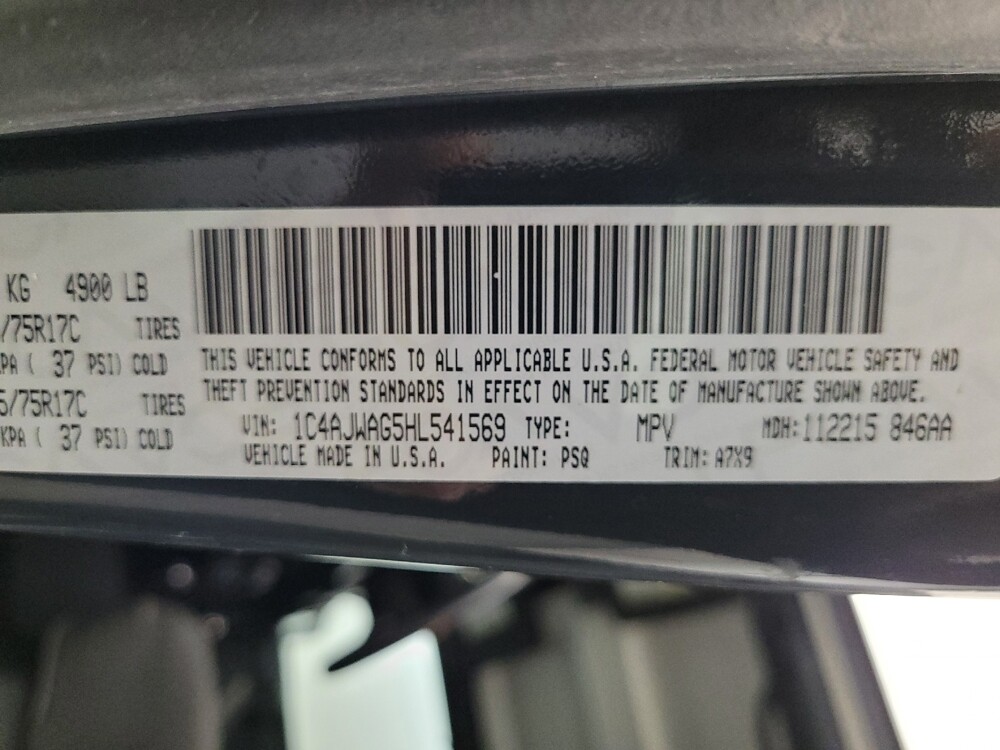 KG 4900 LB
/75R17C TIRES
KPA ( 37 PSI) COLD
5/75R17C TIRES
KPA ( 37 PSI) COLD
THIS VEHICLE CONFORMS TO ALL APPLICABLE U.S.A. FEDERAL MOTOR VEHICLE SAFETY AND
THEFT PREVENTION STANDARDS IN EFFECT ON THE DATE OF MANUFACTURE SHOWN ABOVE.
VIN: 1C4AJWAG5HL541569 TYPE: MPV MDH:112215 846AA
VEHICLE MADE IN U.S.A. PAINT: PSQ TRIM: A7X9